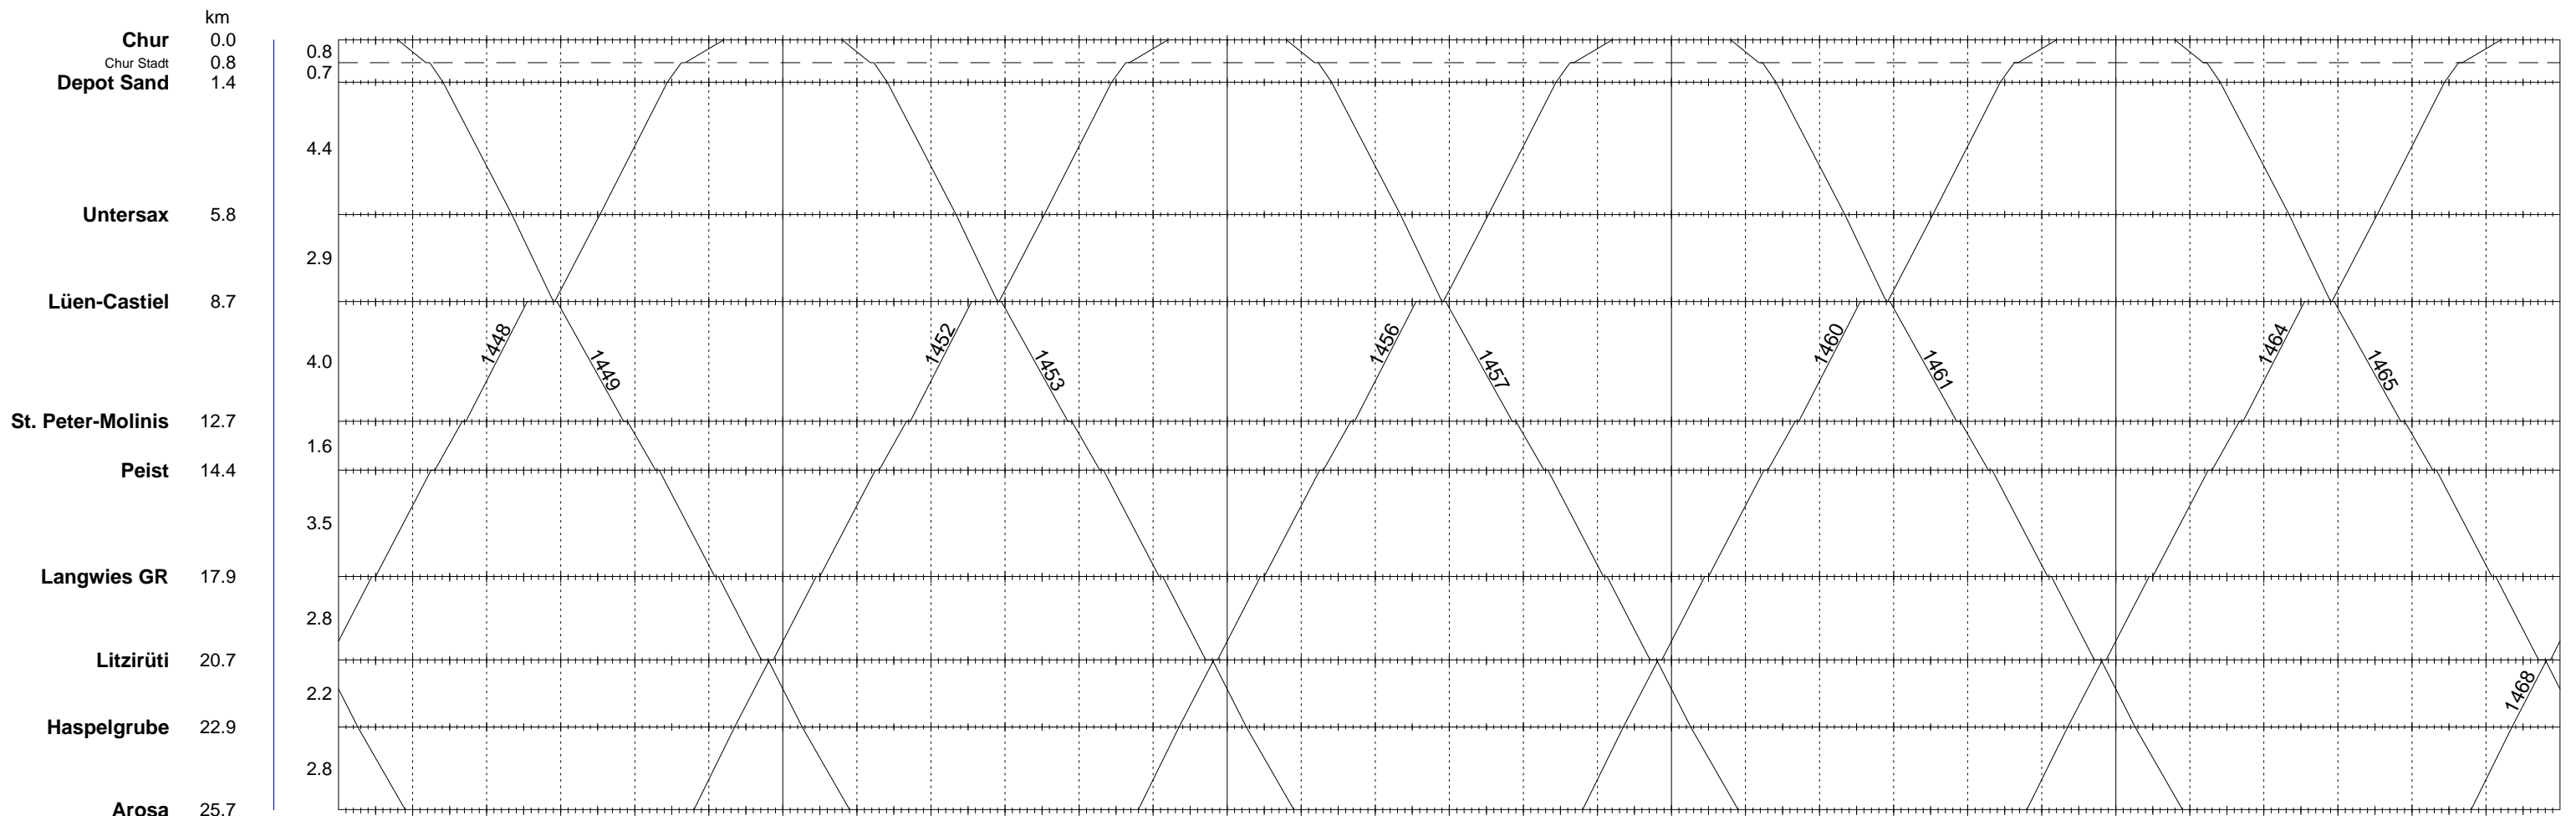 km
Chur 0.0
0.8
Chur Stadt 0.8
0.7
Depot Sand 1.4
4.4
Untersax 5.8
2.9
Lüen-Castiel 8.7
1448 1449 1452 1453 1456 1457 1460 1461 1464 1465
4.0
St. Peter-Molinis 12.7
1.6
Peist 14.4
3.5
Langwies GR 17.9
2.8
Litzirüti 20.7
2.2 1468
Haspelgrube 22.9
2.8
Arosa 25.7